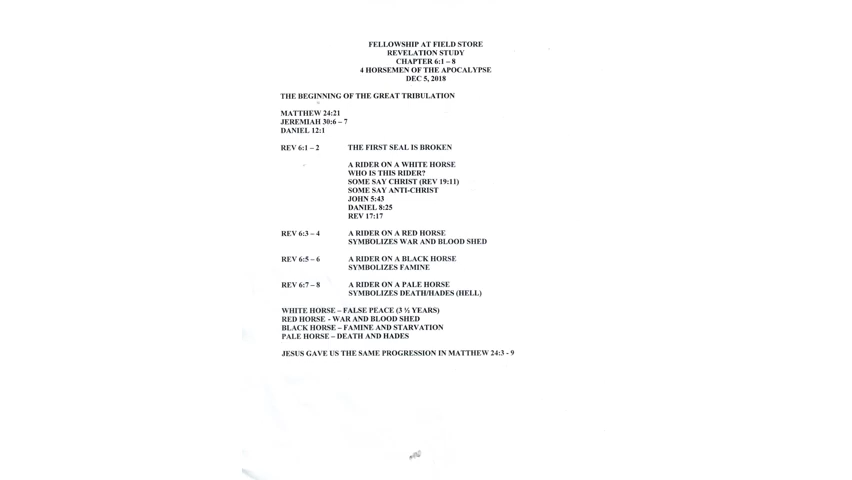 FELLOWSHIP AT FIELD STORE
REVELATION STUDY
CHAPTER 6:1 – 8
4 HORSEMEN OF THE APOCALYPSE
DEC 5, 2018
THE BEGINNING OF THE GREAT TRIBULATION
MATTHEW 24:21
JEREMIAH 30:6 – 7
DANIEL 12:1
REV 6:1 – 2 THE FIRST SEAL IS BROKEN
A RIDER ON A WHITE HORSE
WHO IS THIS RIDER?
SOME SAY CHRIST (REV 19:11)
SOME SAY ANTI-CHRIST
JOHN 5:43
DANIEL 8:25
REV 17:17
REV 6:3 – 4 A RIDER ON A RED HORSE
SYMBOLIZES WAR AND BLOOD SHED
REV 6:5 – 6 A RIDER ON A BLACK HORSE
SYMBOLIZES FAMINE
REV 6:7 – 8 A RIDER ON A PALE HORSE
SYMBOLIZES DEATH/HADES (HELL)
WHITE HORSE – FALSE PEACE (3 ½ YEARS)
RED HORSE - WAR AND BLOOD SHED
BLACK HORSE – FAMINE AND STARVATION
PALE HORSE – DEATH AND HADES
JESUS GAVE US THE SAME PROGRESSION IN MATTHEW 24:3 - 9